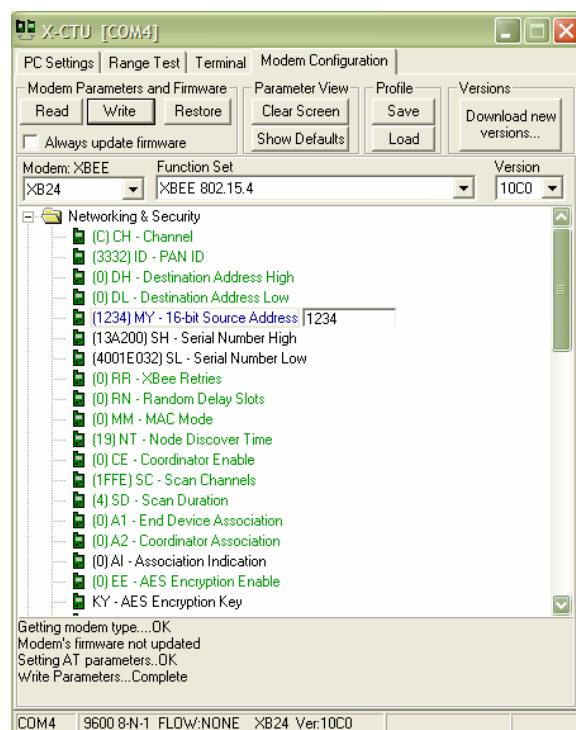 X-CTU [COM4]
PC Settings Range Test Terminal Modem Configuration
Modem Parameters and Firmware Parameter View Profile Versions
Read Write Restore Clear Screen Save Download new versions...
Always update firmware Show Defaults Load
Modem: XBEE Function Set Version
XB24 XBEE 802.15.4 10C0
Networking & Security
(C) CH - Channel
(3332) ID - PAN ID
(0) DH - Destination Address High
(0) DL - Destination Address Low
(1234) MY - 16-bit Source Address 1234
(13A200) SH - Serial Number High
(4001E032) SL - Serial Number Low
(0) RR - XBee Retries
(0) RN - Random Delay Slots
(0) MM - MAC Mode
(19) NT - Node Discover Time
(0) CE - Coordinator Enable
(1FFE) SC - Scan Channels
(4) SD - Scan Duration
(0) A1 - End Device Association
(0) A2 - Coordinator Association
(0) AI - Association Indication
(0) EE - AES Encryption Enable
KY - AES Encryption Key
Getting modem type....OK
Modem's firmware not updated
Setting AT parameters..OK
Write Parameters...Complete
COM4 9600 8-N-1 FLOW:NONE XB24 Ver:10C0